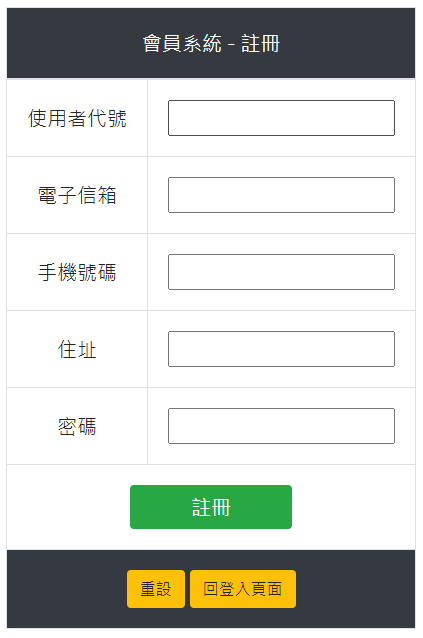 會員系統 - 註冊
使用者代號
電子信箱
手機號碼
住址
密碼
註冊
重設 回登入頁面